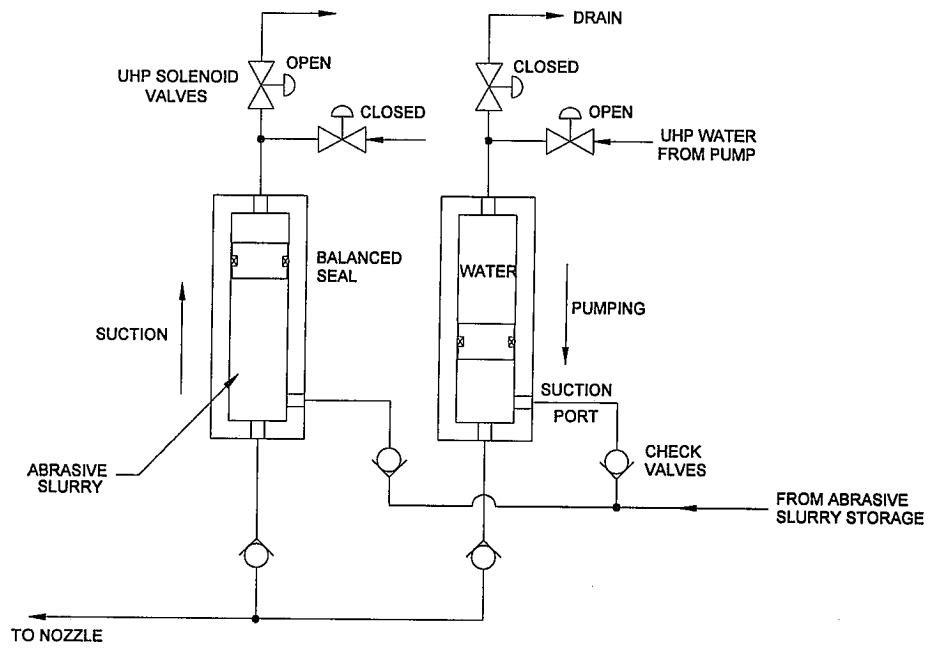 DRAIN
OPEN
UHP SOLENOID
VALVES
CLOSED
CLOSED
OPEN
UHP WATER
FROM PUMP
BALANCED
SEAL
WATER
SUCTION
PUMPING
SUCTION
PORT
ABRASIVE
SLURRY
CHECK
VALVES
FROM ABRASIVE
SLURRY STORAGE
TO NOZZLE